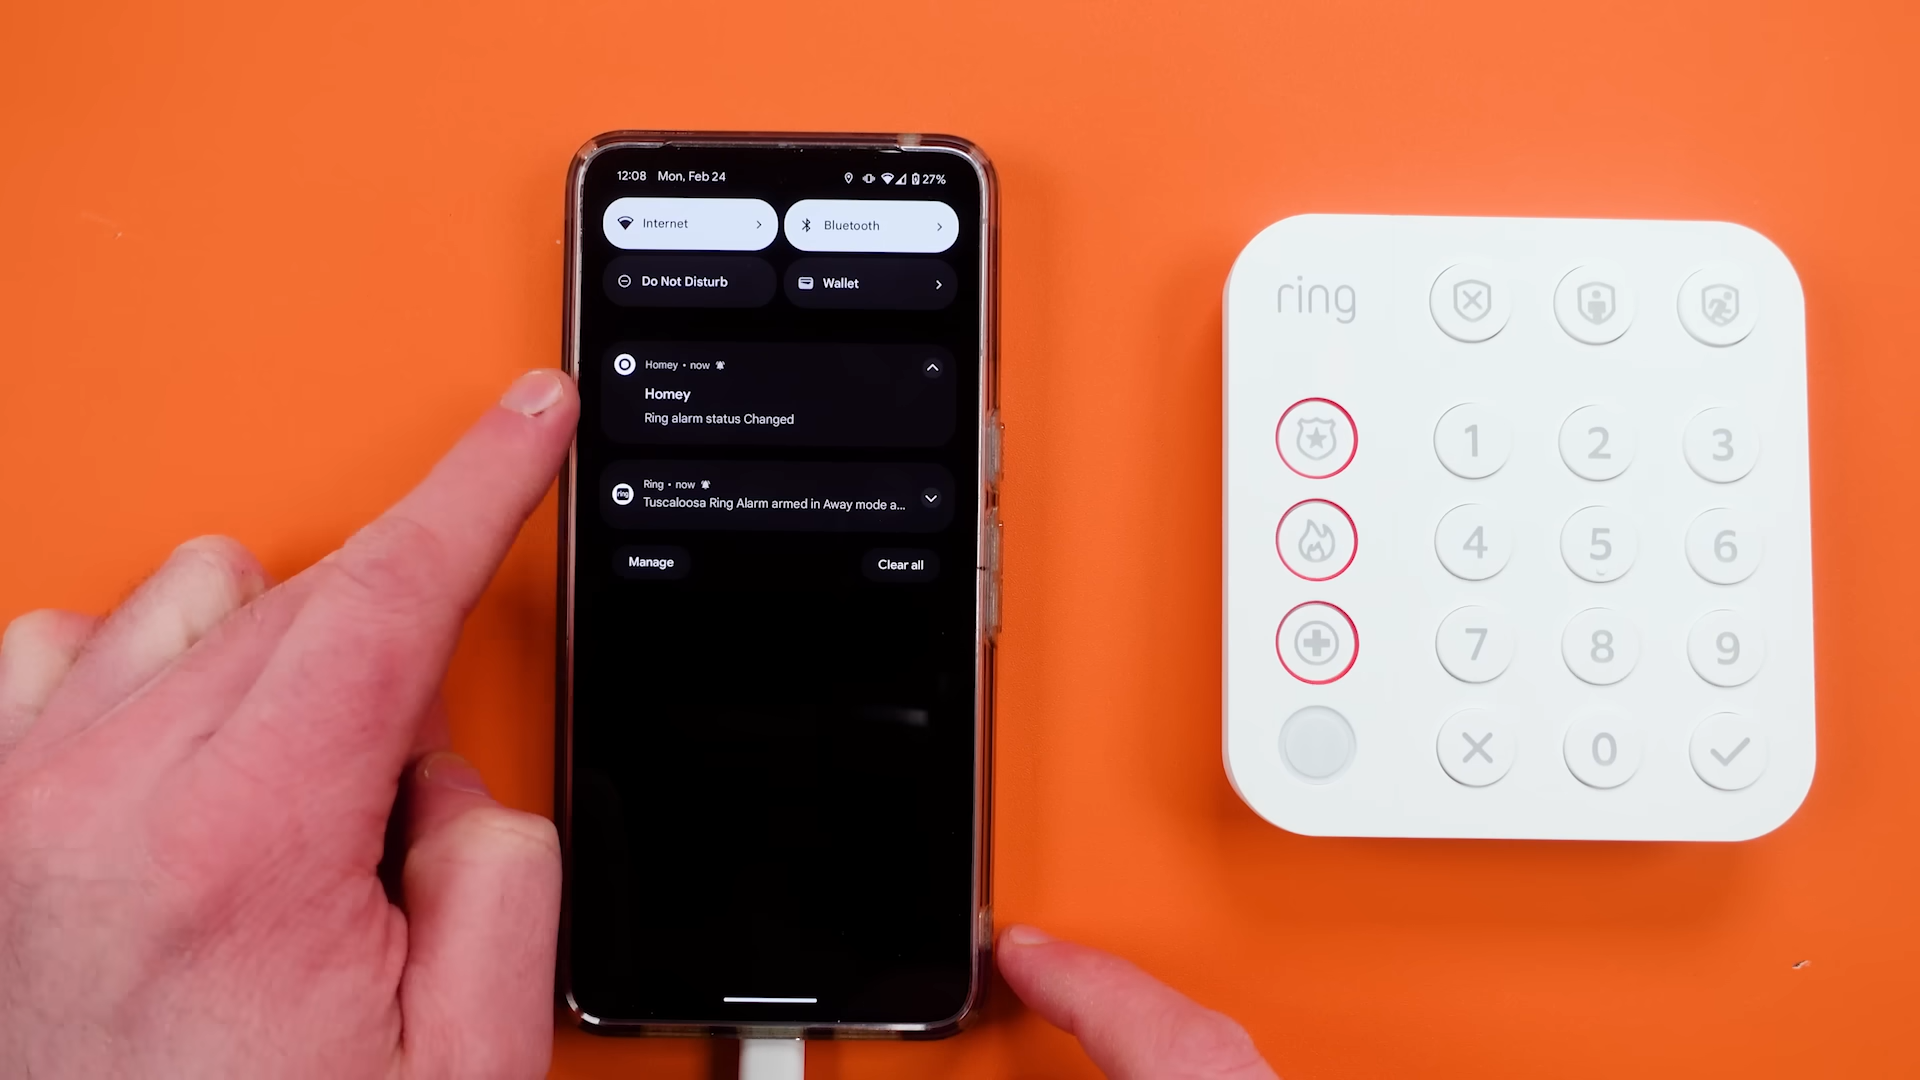 12:08 Mon, Feb 24 27%
Internet Bluetooth
Do Not Disturb Wallet
Homey • now
Homey
Ring alarm status Changed
ring
Ring • now
Tuscaloosa Ring Alarm armed in Away mode a...
Manage Clear all
ring
1 2 3
4 5 6
7 8 9
0